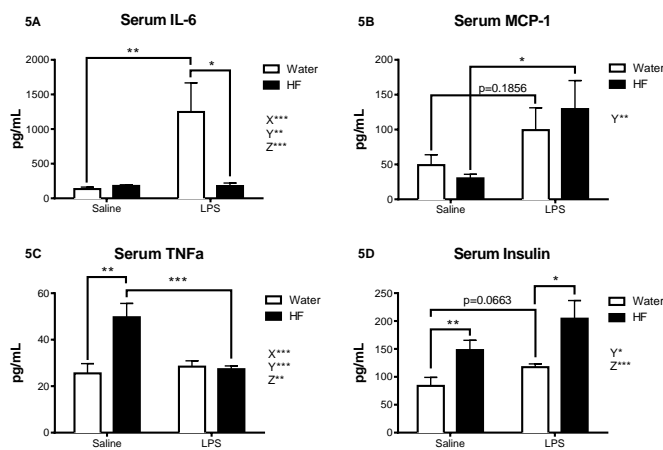 5A Serum IL-6
** *
2000
1500
1000
500
0
pg/mL
Saline LPS
Water
HF
X***
Y**
Z***
5B Serum MCP-1
*
p=0.1856
200
150
100
50
0
pg/mL
Saline LPS
Water
HF
Y**
5C Serum TNFa
** ***
60
40
20
0
pg/mL
Saline LPS
Water
HF
X***
Y***
Z**
5D Serum Insulin
*
p=0.0663
**
250
200
150
100
50
0
pg/mL
Saline LPS
Water
HF
Y*
Z***